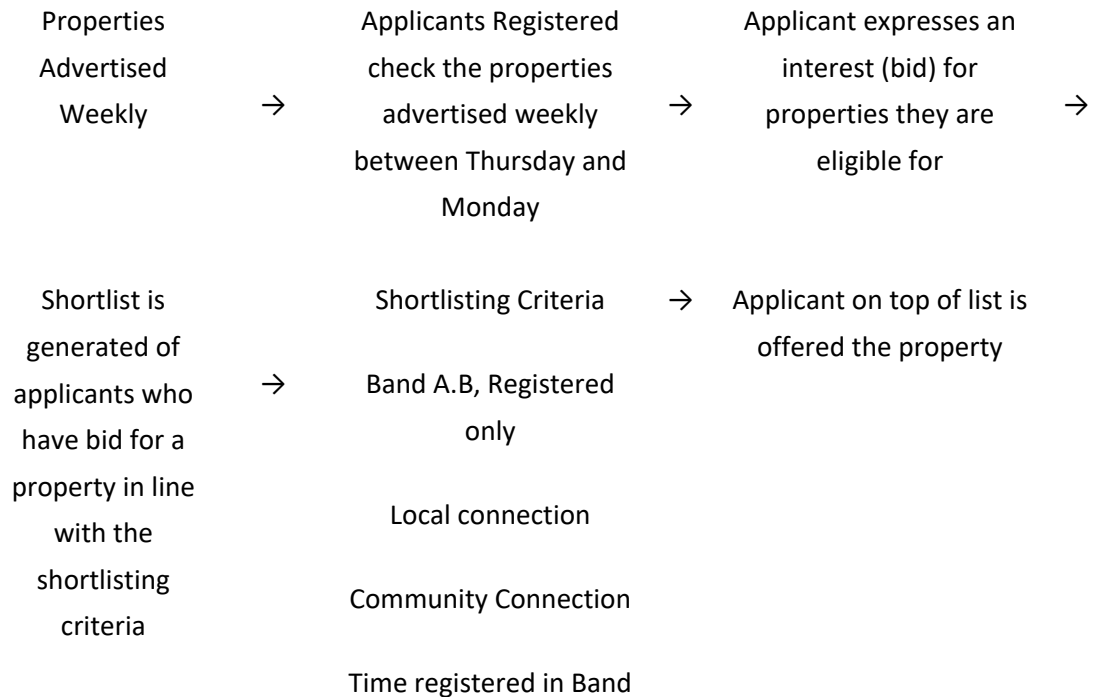 Properties
Advertised
Weekly
→
Applicants Registered
check the properties
advertised weekly
between Thursday and
Monday
→
Applicant expresses an
interest (bid) for
properties they are
eligible for
→
Shortlist is
generated of
applicants who
have bid for a
property in line
with the
shortlisting
criteria
→
Shortlisting Criteria
Band A.B, Registered
only
Local connection
Community Connection
Time registered in Band
→
Applicant on top of list is
offered the property